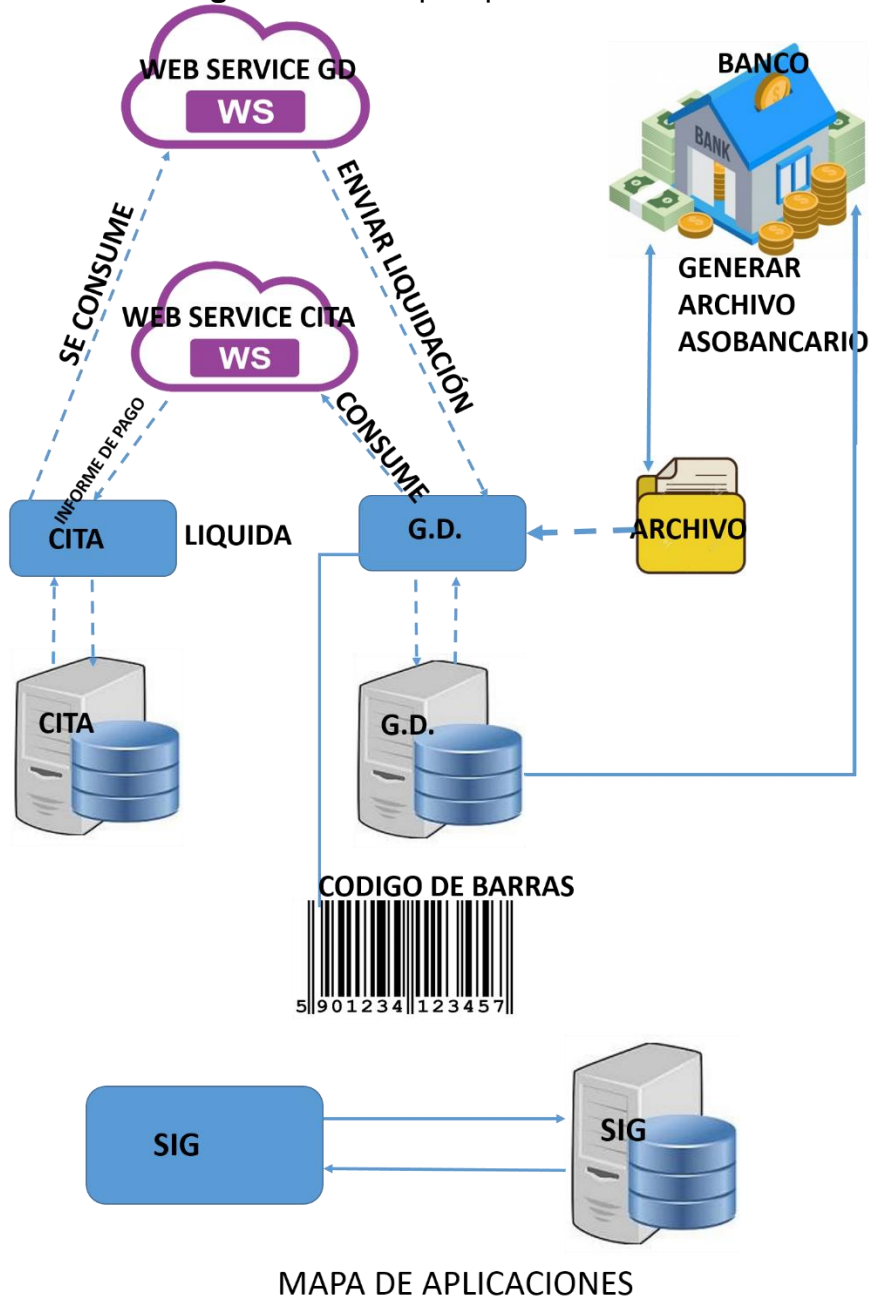 WEB SERVICE GD
WS
BANCO
BANK
SE CONSUME
ENVIAR LIQUIDACIÓN
GENERAR
ARCHIVO
ASOBANCARIO
WEB SERVICE CITA
WS
INFORME DE PAGO
CONSUME
CITA
LIQUIDA
G.D.
ARCHIVO
CITA
G.D.
CODIGO DE BARRAS
5 901234 123457
SIG
SIG
MAPA DE APLICACIONES